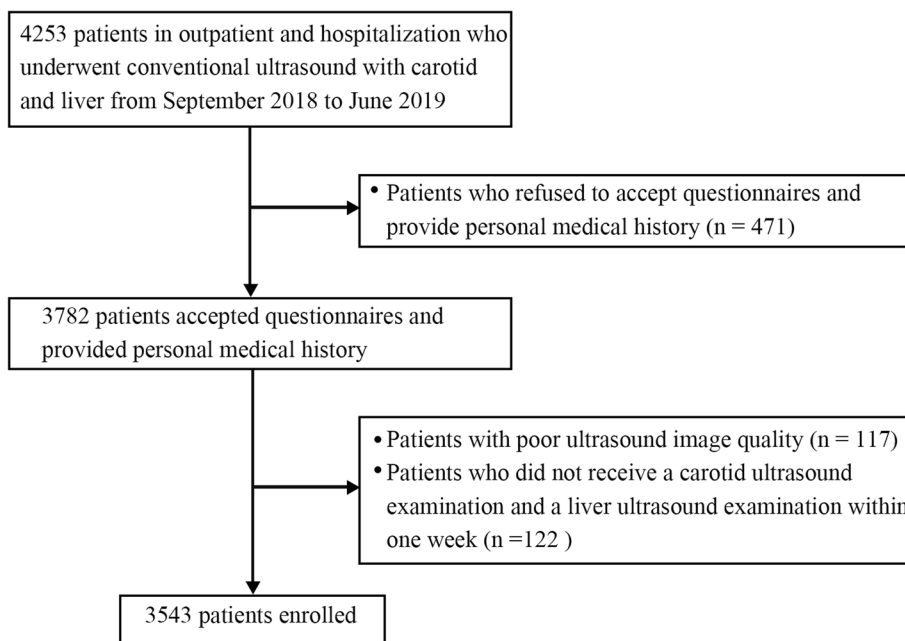 4253 patients in outpatient and hospitalization who
underwent conventional ultrasound with carotid
and liver from September 2018 to June 2019
• Patients who refused to accept questionnaires and
provide personal medical history (n = 471)
3782 patients accepted questionnaires and
provided personal medical history
• Patients with poor ultrasound image quality (n = 117)
• Patients who did not receive a carotid ultrasound
examination and a liver ultrasound examination within
one week (n =122 )
3543 patients enrolled